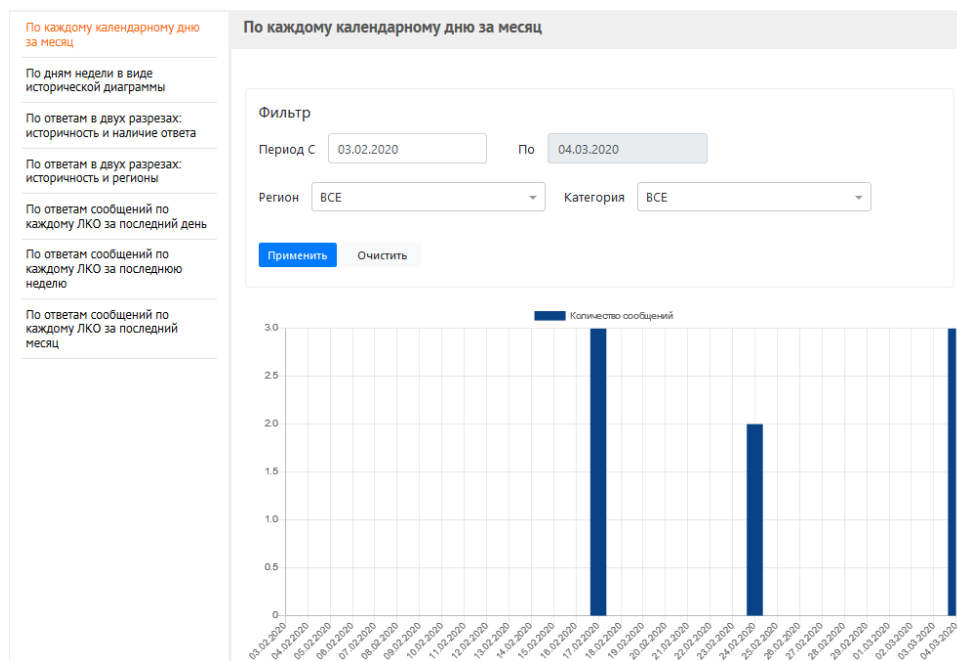 По каждому календарному дню
за месяц
По дням недели в виде
исторической диаграммы
По ответам в двух разрезах:
историчность и наличие ответа
По ответам в двух разрезах:
историчность и регионы
По ответам сообщений по
каждому ЛКО за последний день
По ответам сообщений по
каждому ЛКО за последнюю
неделю
По ответам сообщений по
каждому ЛКО за последний
месяц
По каждому календарному дню за месяц
Фильтр
Период С 03.02.2020 По 04.03.2020
Регион ВСЕ Категория ВСЕ
Применить Очистить
Количество сообщений
3.0
2.5
2.0
1.5
1.0
0.5
0
03.02.2020 04.02.2020 05.02.2020 06.02.2020 07.02.2020 08.02.2020 09.02.2020 10.02.2020 11.02.2020 12.02.2020 13.02.2020 14.02.2020 15.02.2020 16.02.2020 17.02.2020 18.02.2020 19.02.2020 20.02.2020 21.02.2020 22.02.2020 23.02.2020 24.02.2020 25.02.2020 26.02.2020 27.02.2020 28.02.2020 29.02.2020 01.03.2020 02.03.2020 03.03.2020 04.03.2020